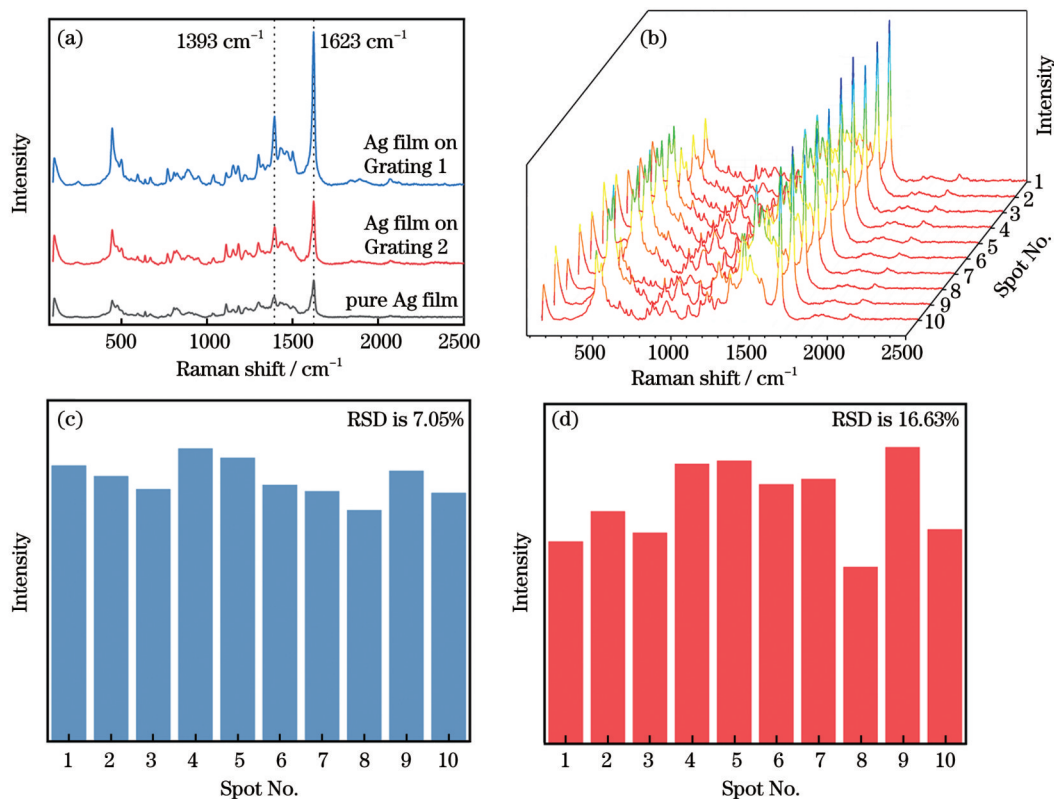 (a)
1393 cm⁻¹
1623 cm⁻¹
Ag film on
Grating 1
Ag film on
Grating 2
pure Ag film
Intensity
500
1000
1500
2000
2500
Raman shift / cm⁻¹
(b)
Intensity
1
2
3
4
5
6
7
8
9
10
Spot No.
500
1000
1500
2000
2500
Raman shift / cm⁻¹
(c)
RSD is 7.05%
Intensity
1 2 3 4 5 6 7 8 9 10
Spot No.
(d)
RSD is 16.63%
Intensity
1 2 3 4 5 6 7 8 9 10
Spot No.